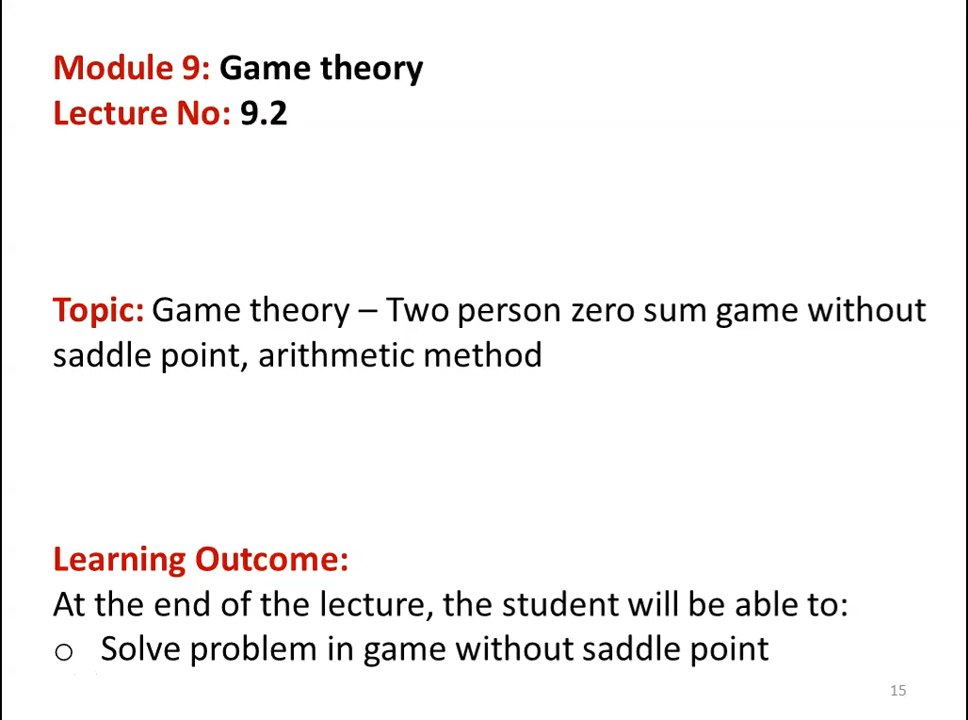 Module 9: Game theory
Lecture No: 9.2
Topic: Game theory – Two person zero sum game without
saddle point, arithmetic method
Learning Outcome:
At the end of the lecture, the student will be able to:
o Solve problem in game without saddle point
15